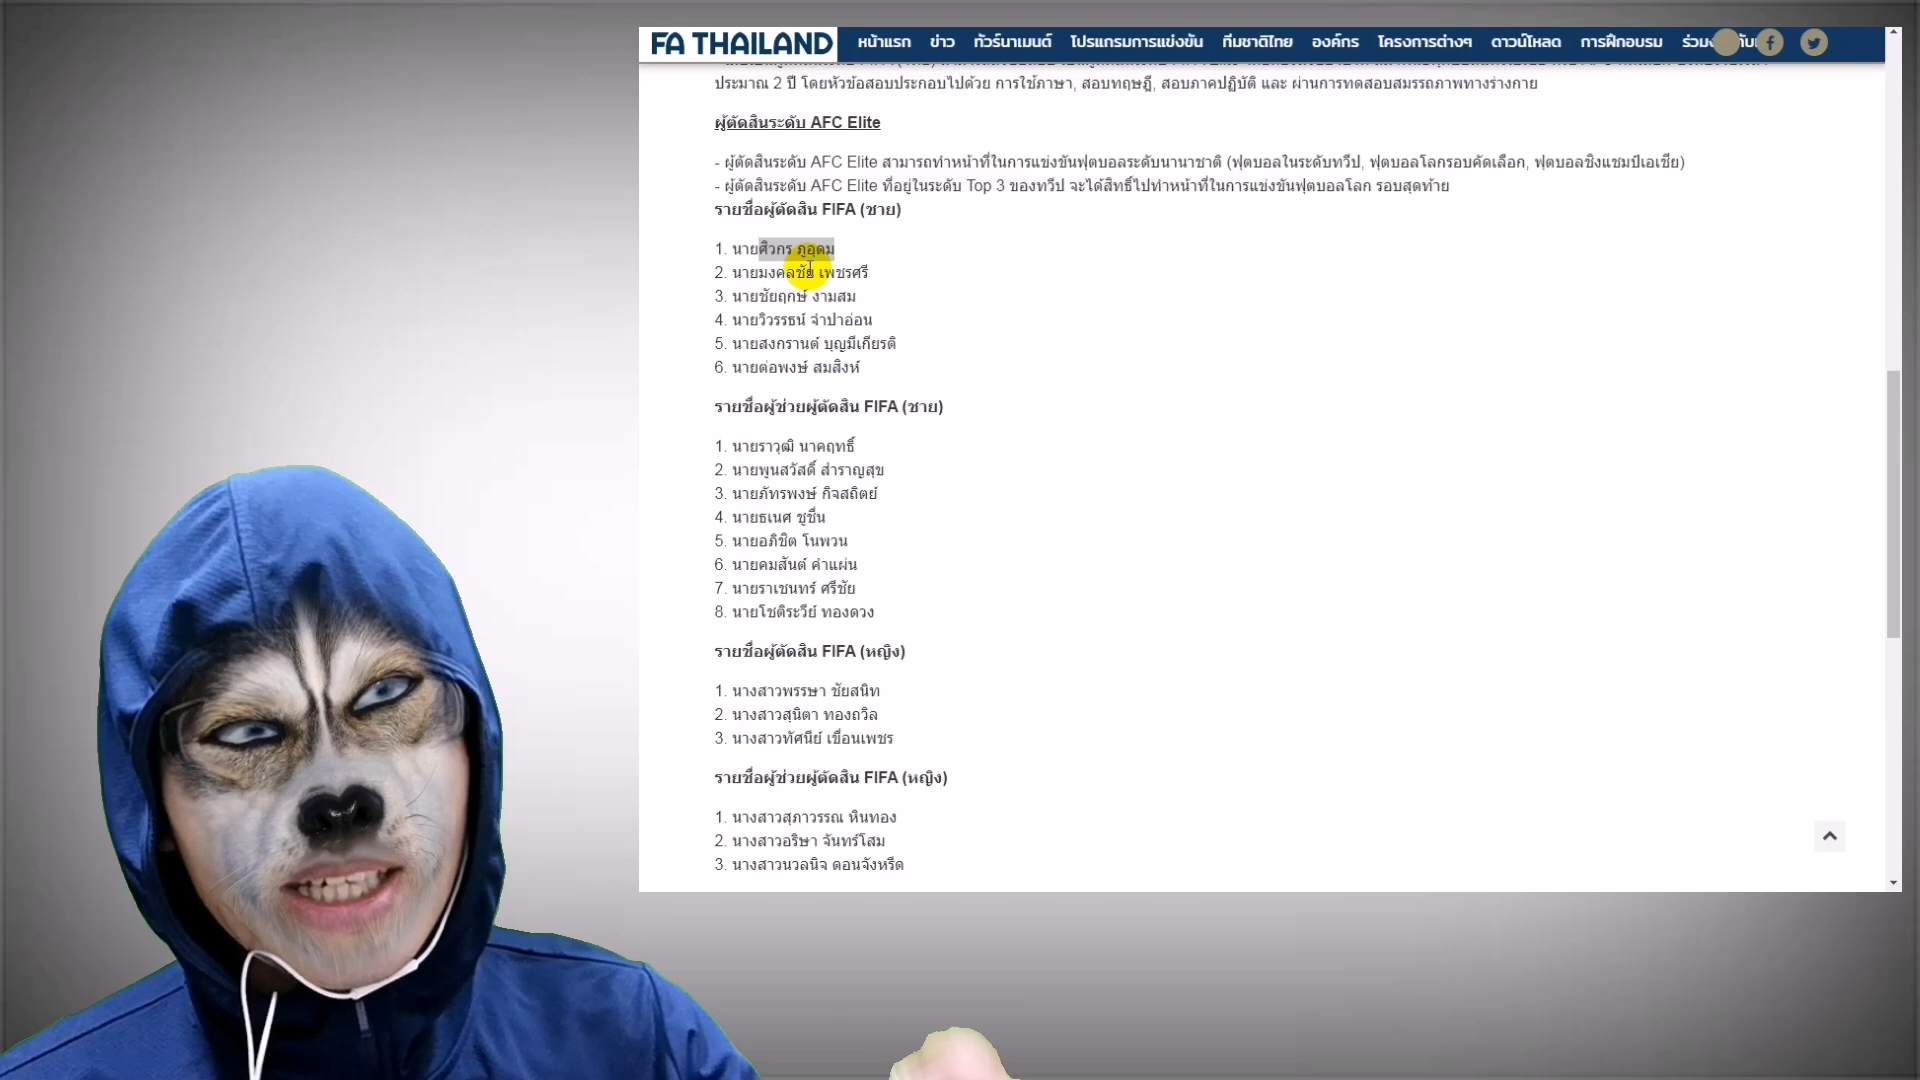 FA THAILAND หน้าแรก ข่าว ทัวร์นาเมนต์ โปรแกรมการแข่งขัน ทีมชาติไทย องค์กร โครงการต่างๆ ดาวน์โหลด การฝึกอบรม
ประมาณ 2 ปี โดยหัวข้อสอบประกอบไปด้วย การใช้ภาษา, สอบทฤษฎี, สอบภาคปฏิบัติ และ ผ่านการทดสอบสมรรถภาพทางร่างกาย
ผู้ตัดสินระดับ AFC Elite
- ผู้ตัดสินระดับ AFC Elite สามารถทำหน้าที่ในการแข่งขันฟุตบอลระดับนานาชาติ (ฟุตบอลในระดับทวีป, ฟุตบอลโลกรอบคัดเลือก, ฟุตบอลชิงแชมป์เอเชีย)
- ผู้ตัดสินระดับ AFC Elite ที่อยู่ในระดับ Top 3 ของทวีป จะได้สิทธิ์ไปทำหน้าที่ในการแข่งขันฟุตบอลโลก รอบสุดท้าย
รายชื่อผู้ตัดสิน FIFA (ชาย)
1. นายศิวกร ภูอุดม
2. นายมงคลชัย เพชรศรี
3. นายชัยฤกษ์ งามสม
4. นายวิวรรธน์ จำปาอ่อน
5. นายสงกรานต์ บุญมีเกียรติ
6. นายต่อพงษ์ สมสิงห์
รายชื่อผู้ช่วยผู้ตัดสิน FIFA (ชาย)
1. นายราวุฒิ นาคฤทธิ์
2. นายพูนสวัสดิ์ สำราญสุข
3. นายภัทรพงษ์ กิจสถิตย์
4. นายธเนศ ชูชื่น
5. นายอภิชิต โนพวน
6. นายคมสันต์ คำแผ่น
7. นายราเชนทร์ ศรีชัย
8. นายโชติระวีย์ ทองดวง
รายชื่อผู้ตัดสิน FIFA (หญิง)
1. นางสาวพรรษา ชัยสนิท
2. นางสาวสุนิตา ทองถวิล
3. นางสาวทัศนีย์ เขื่อนเพชร
รายชื่อผู้ช่วยผู้ตัดสิน FIFA (หญิง)
1. นางสาวสุภาวรรณ หินทอง
2. นางสาวอริษา จันทร์โสม
3. นางสาวนวลนิจ ดอนจังหรีด